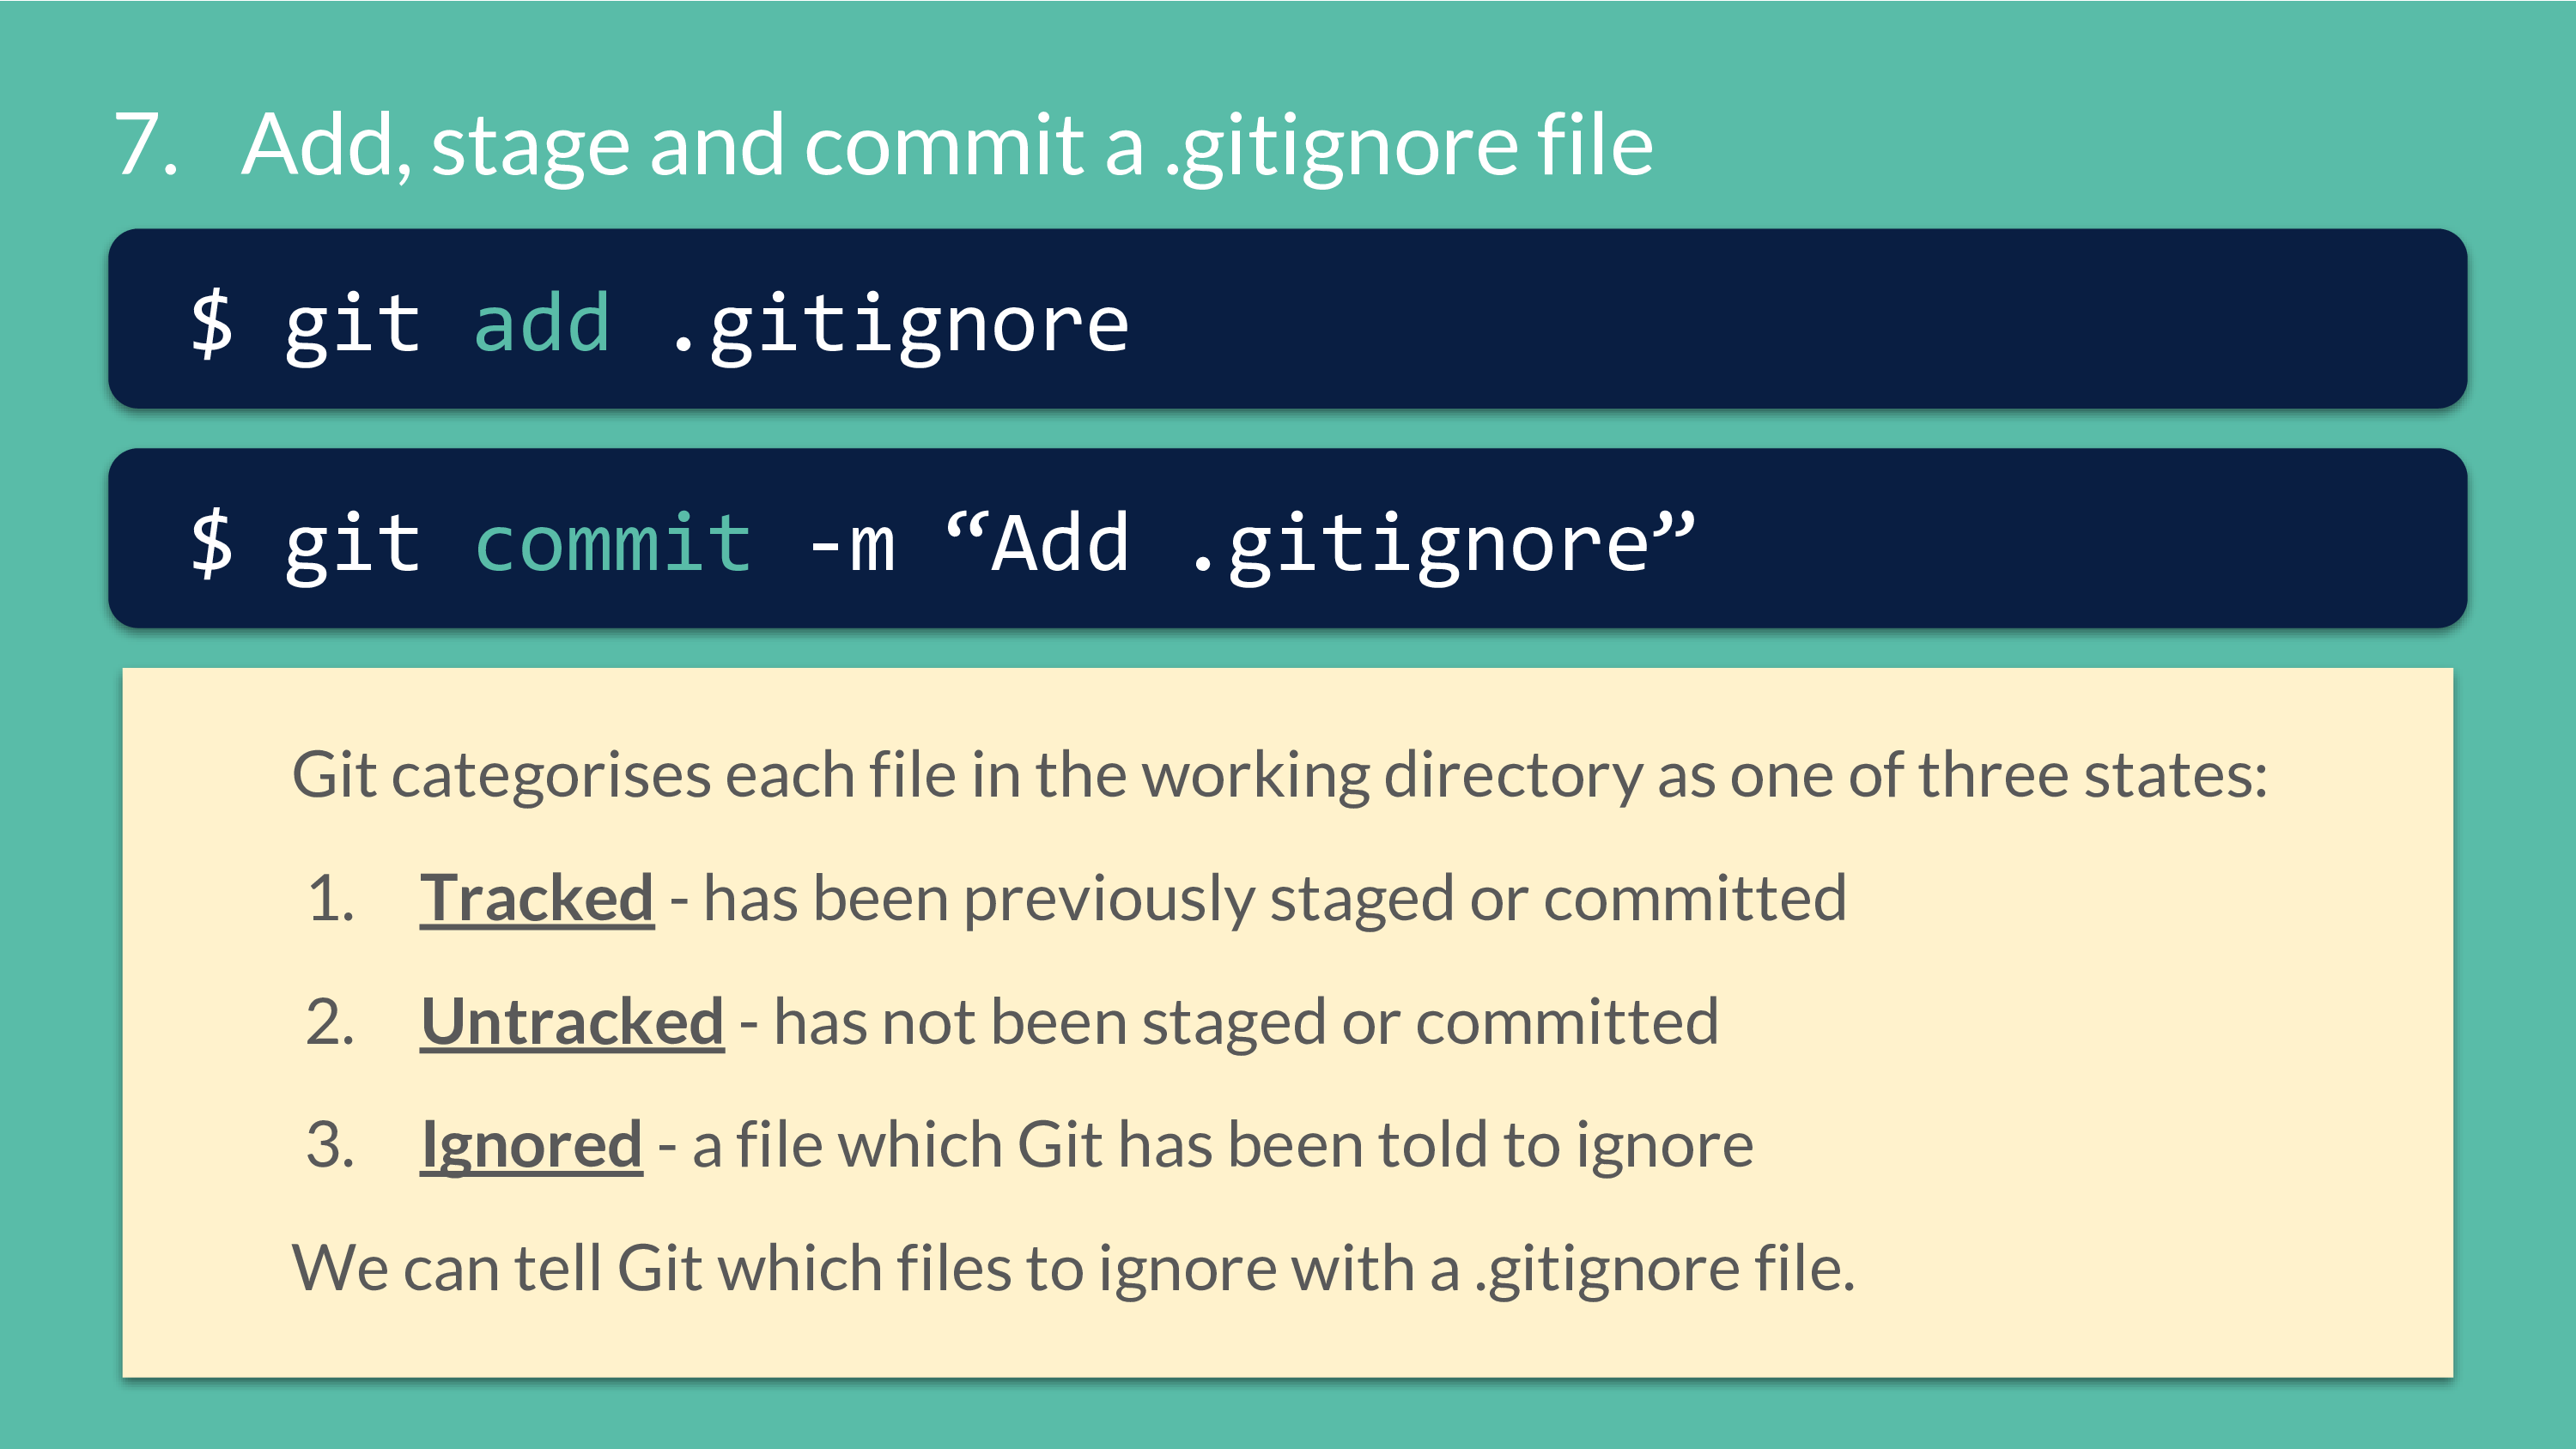 7. Add, stage and commit a .gitignore file
$ git add .gitignore
$ git commit -m “Add .gitignore”
Git categorises each file in the working directory as one of three states:
1. Tracked - has been previously staged or committed
2. Untracked - has not been staged or committed
3. Ignored - a file which Git has been told to ignore
We can tell Git which files to ignore with a .gitignore file.